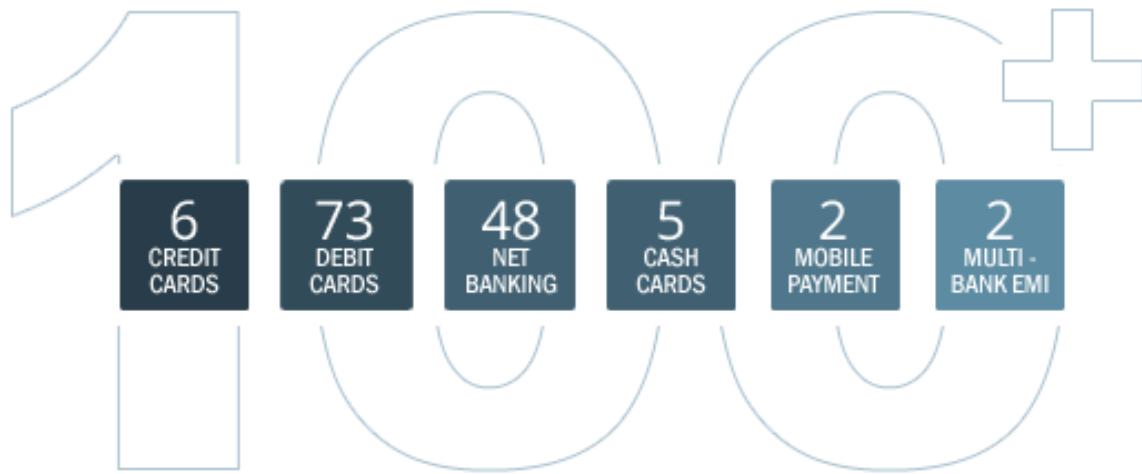 100+
6
CREDIT
CARDS
73
DEBIT
CARDS
48
NET
BANKING
5
CASH
CARDS
2
MOBILE
PAYMENT
2
MULTI -
BANK EMI